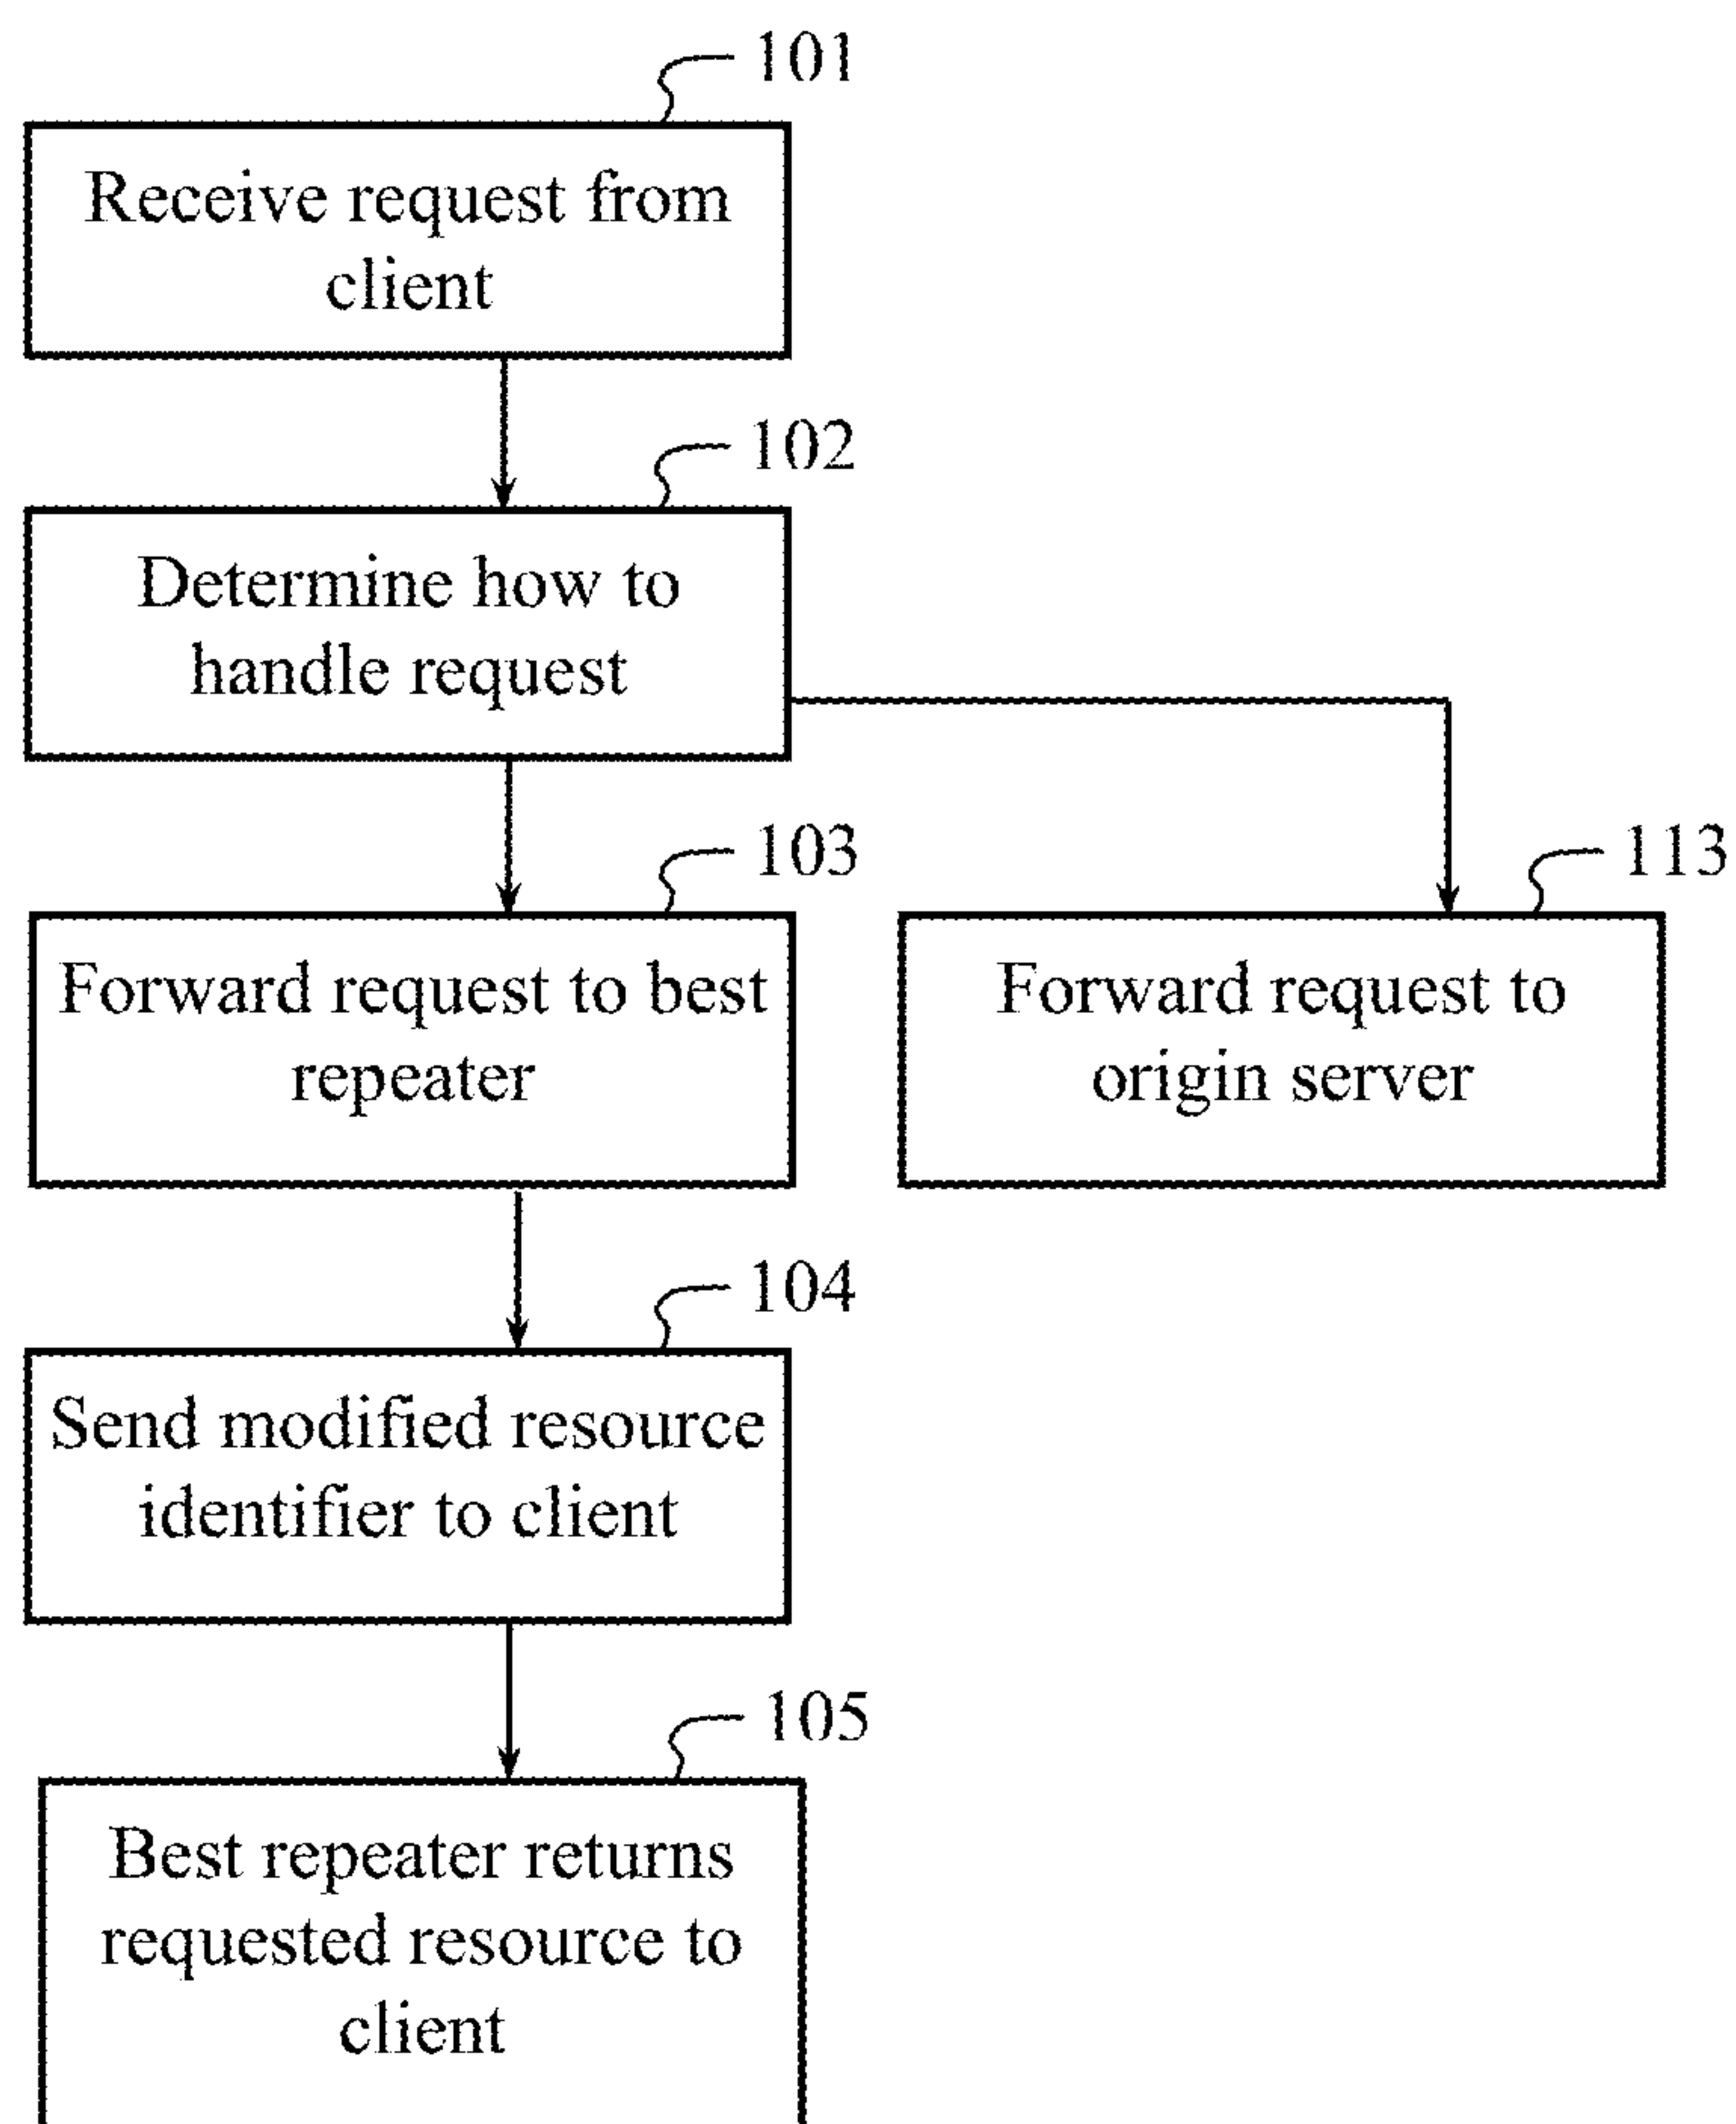 101
Receive request from
client
102
Determine how to
handle request
103
Forward request to best
repeater
113
Forward request to
origin server
104
Send modified resource
identifier to client
105
Best repeater returns
requested resource to
client